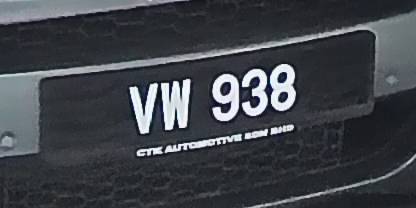 VW 938
CTK AUTOMOTIVE SDN BHD